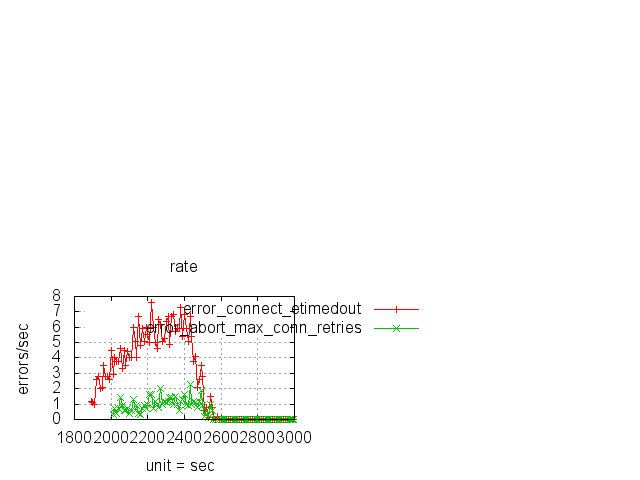 rate
8
error_connect_etimedout
7
error_abort_max_conn_retries
6
5
4
3
2
1
0
errors/sec
1800 2000 2200 2400 2600 2800 3000
unit = sec